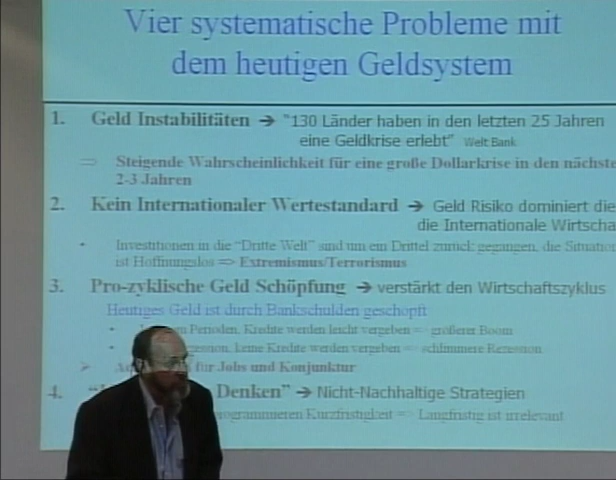 Vier systematische Probleme mit
dem heutigen Geldsystem
1. Geld Instabilitäten → "130 Länder haben in den letzten 25 Jahren
eine Geldkrise erlebt" Welt Bank
⇒ Steigende Wahrscheinlichkeit für eine große Dollarkrise in den nächste
2-3 Jahren
2. Kein Internationaler Wertestandard → Geld Risiko dominiert die
die Internationale Wirtscha
• Investitionen in die "Dritte Welt" sind um ein Drittel zurück gegangen, die Situation
ist Hoffnungslos => Extremismus/Terrorismus
3. Pro-zyklische Geld Schöpfung → verstärkt den Wirtschaftszyklus
Heutiges Geld ist durch Bankschulden geschöpft
• Perioden, Kredite werden leicht vergeben => größerer Boom
• keine Kredite werden vergeben => schlimmere Rezession
➢ für Jobs und Konjunktur
4. Denken" → Nicht-Nachhaltige Strategien
Kurzfristigkeit => Langfristig ist irrelevant